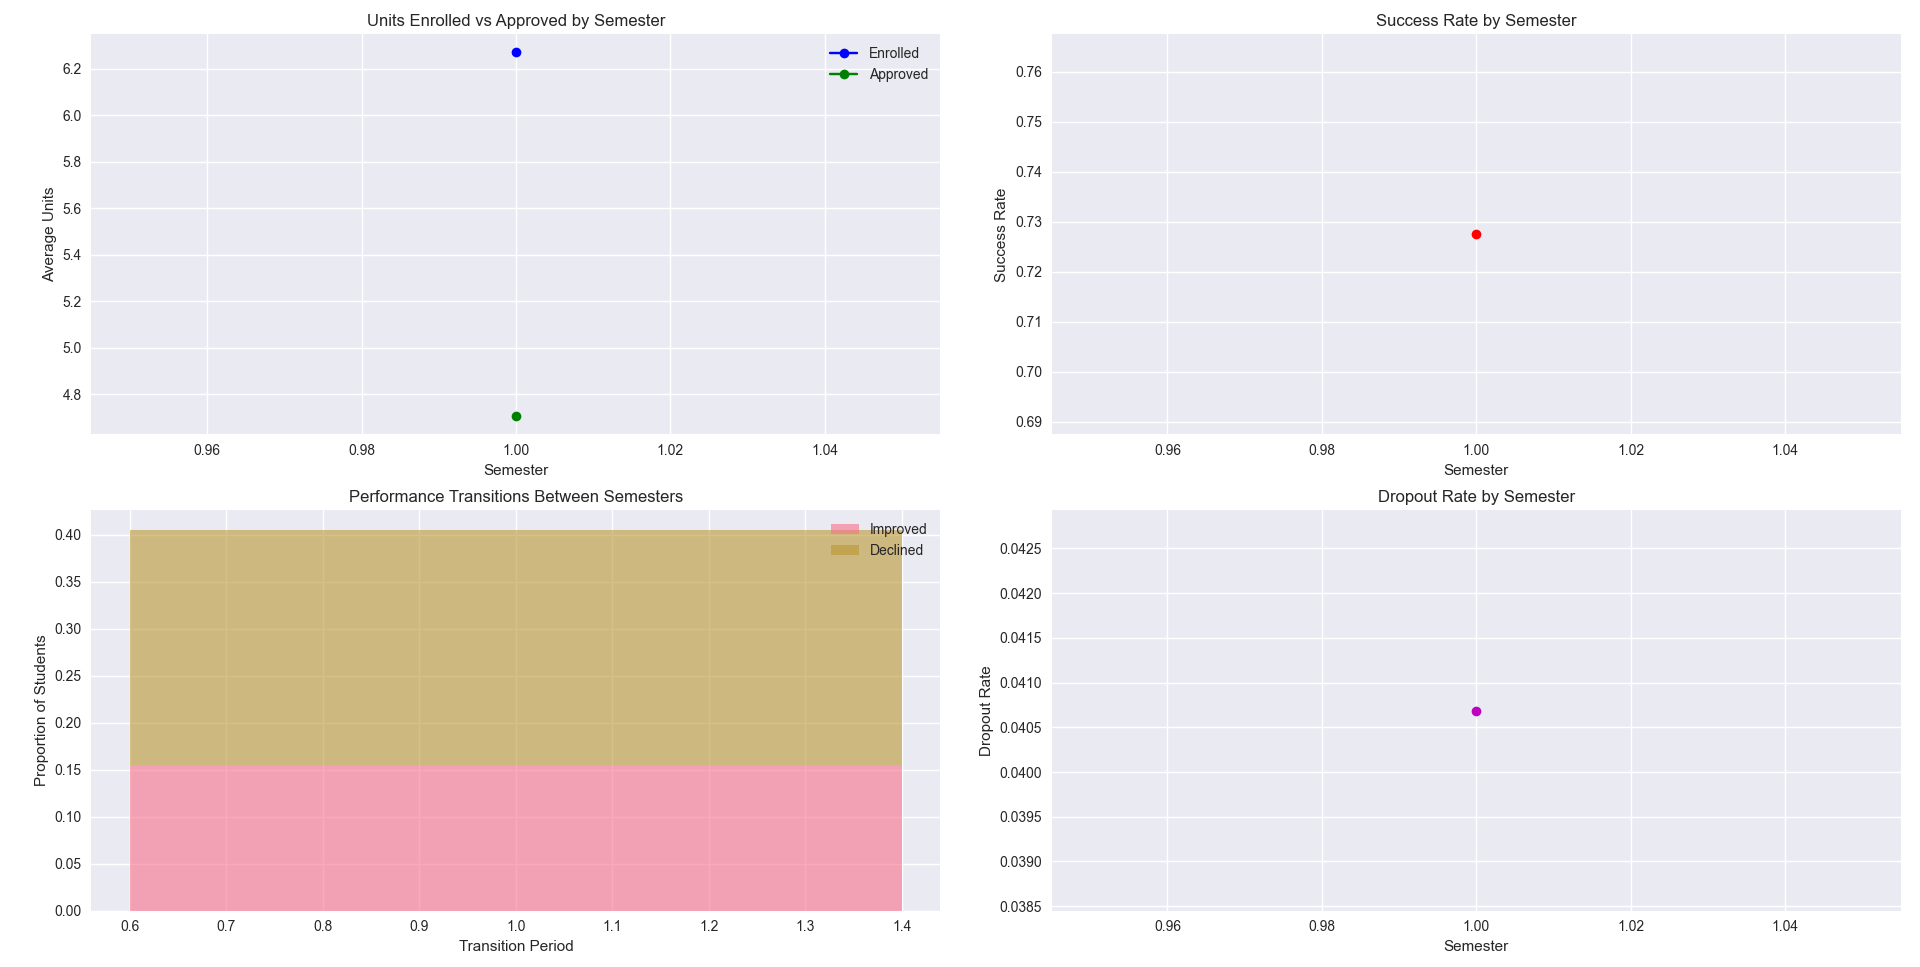 Units Enrolled vs Approved by Semester
Enrolled
Approved
6.2
6.0
5.8
5.6
5.4
5.2
5.0
4.8
Average Units
0.96 0.98 1.00 1.02 1.04
Semester
Success Rate by Semester
0.76
0.75
0.74
0.73
0.72
0.71
0.70
0.69
Success Rate
0.96 0.98 1.00 1.02 1.04
Semester
Performance Transitions Between Semesters
Improved
Declined
0.40
0.35
0.30
0.25
0.20
0.15
0.10
0.05
0.00
Proportion of Students
0.6 0.7 0.8 0.9 1.0 1.1 1.2 1.3 1.4
Transition Period
Dropout Rate by Semester
0.0425
0.0420
0.0415
0.0410
0.0405
0.0400
0.0395
0.0390
0.0385
Dropout Rate
0.96 0.98 1.00 1.02 1.04
Semester